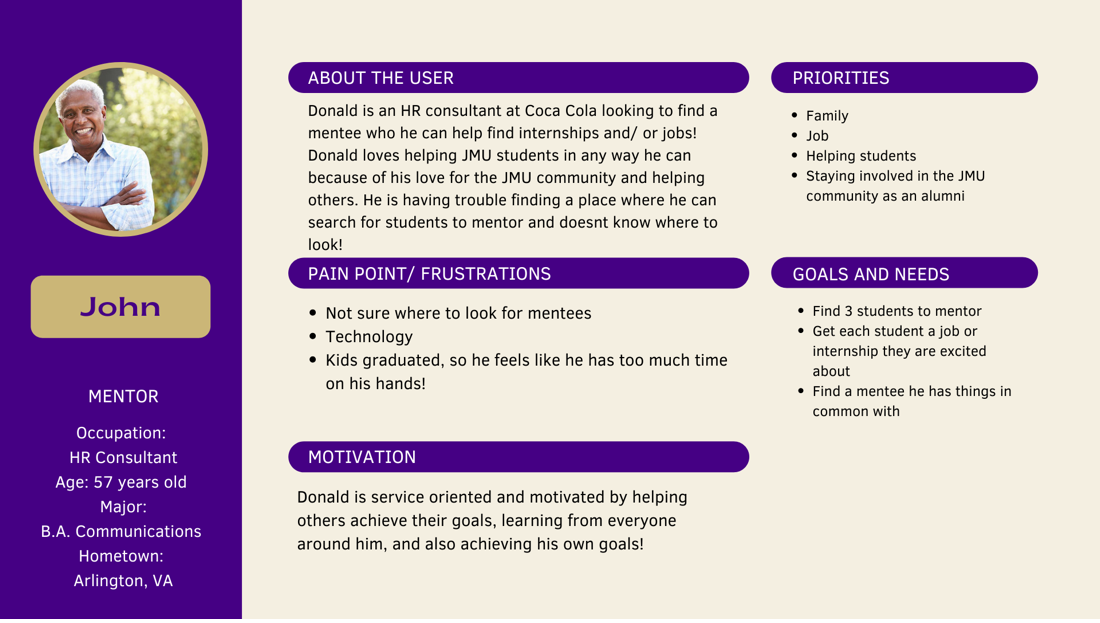 John
MENTOR
Occupation:
HR Consultant
Age: 57 years old
Major:
B.A. Communications
Hometown:
Arlington, VA
ABOUT THE USER
Donald is an HR consultant at Coca Cola looking to find a
mentee who he can help find internships and/ or jobs!
Donald loves helping JMU students in any way he can
because of his love for the JMU community and helping
others. He is having trouble finding a place where he can
search for students to mentor and doesnt know where to
look!
PAIN POINT/ FRUSTRATIONS
• Not sure where to look for mentees
• Technology
• Kids graduated, so he feels like he has too much time
on his hands!
MOTIVATION
Donald is service oriented and motivated by helping
others achieve their goals, learning from everyone
around him, and also achieving his own goals!
PRIORITIES
• Family
• Job
• Helping students
• Staying involved in the JMU
community as an alumni
GOALS AND NEEDS
• Find 3 students to mentor
• Get each student a job or
internship they are excited
about
• Find a mentee he has things in
common with